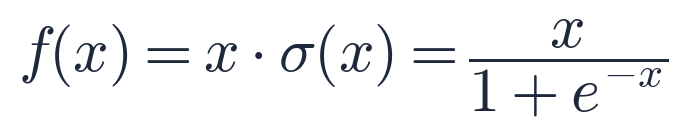 f(x) = x · σ(x) = x / (1 + e^{−x})